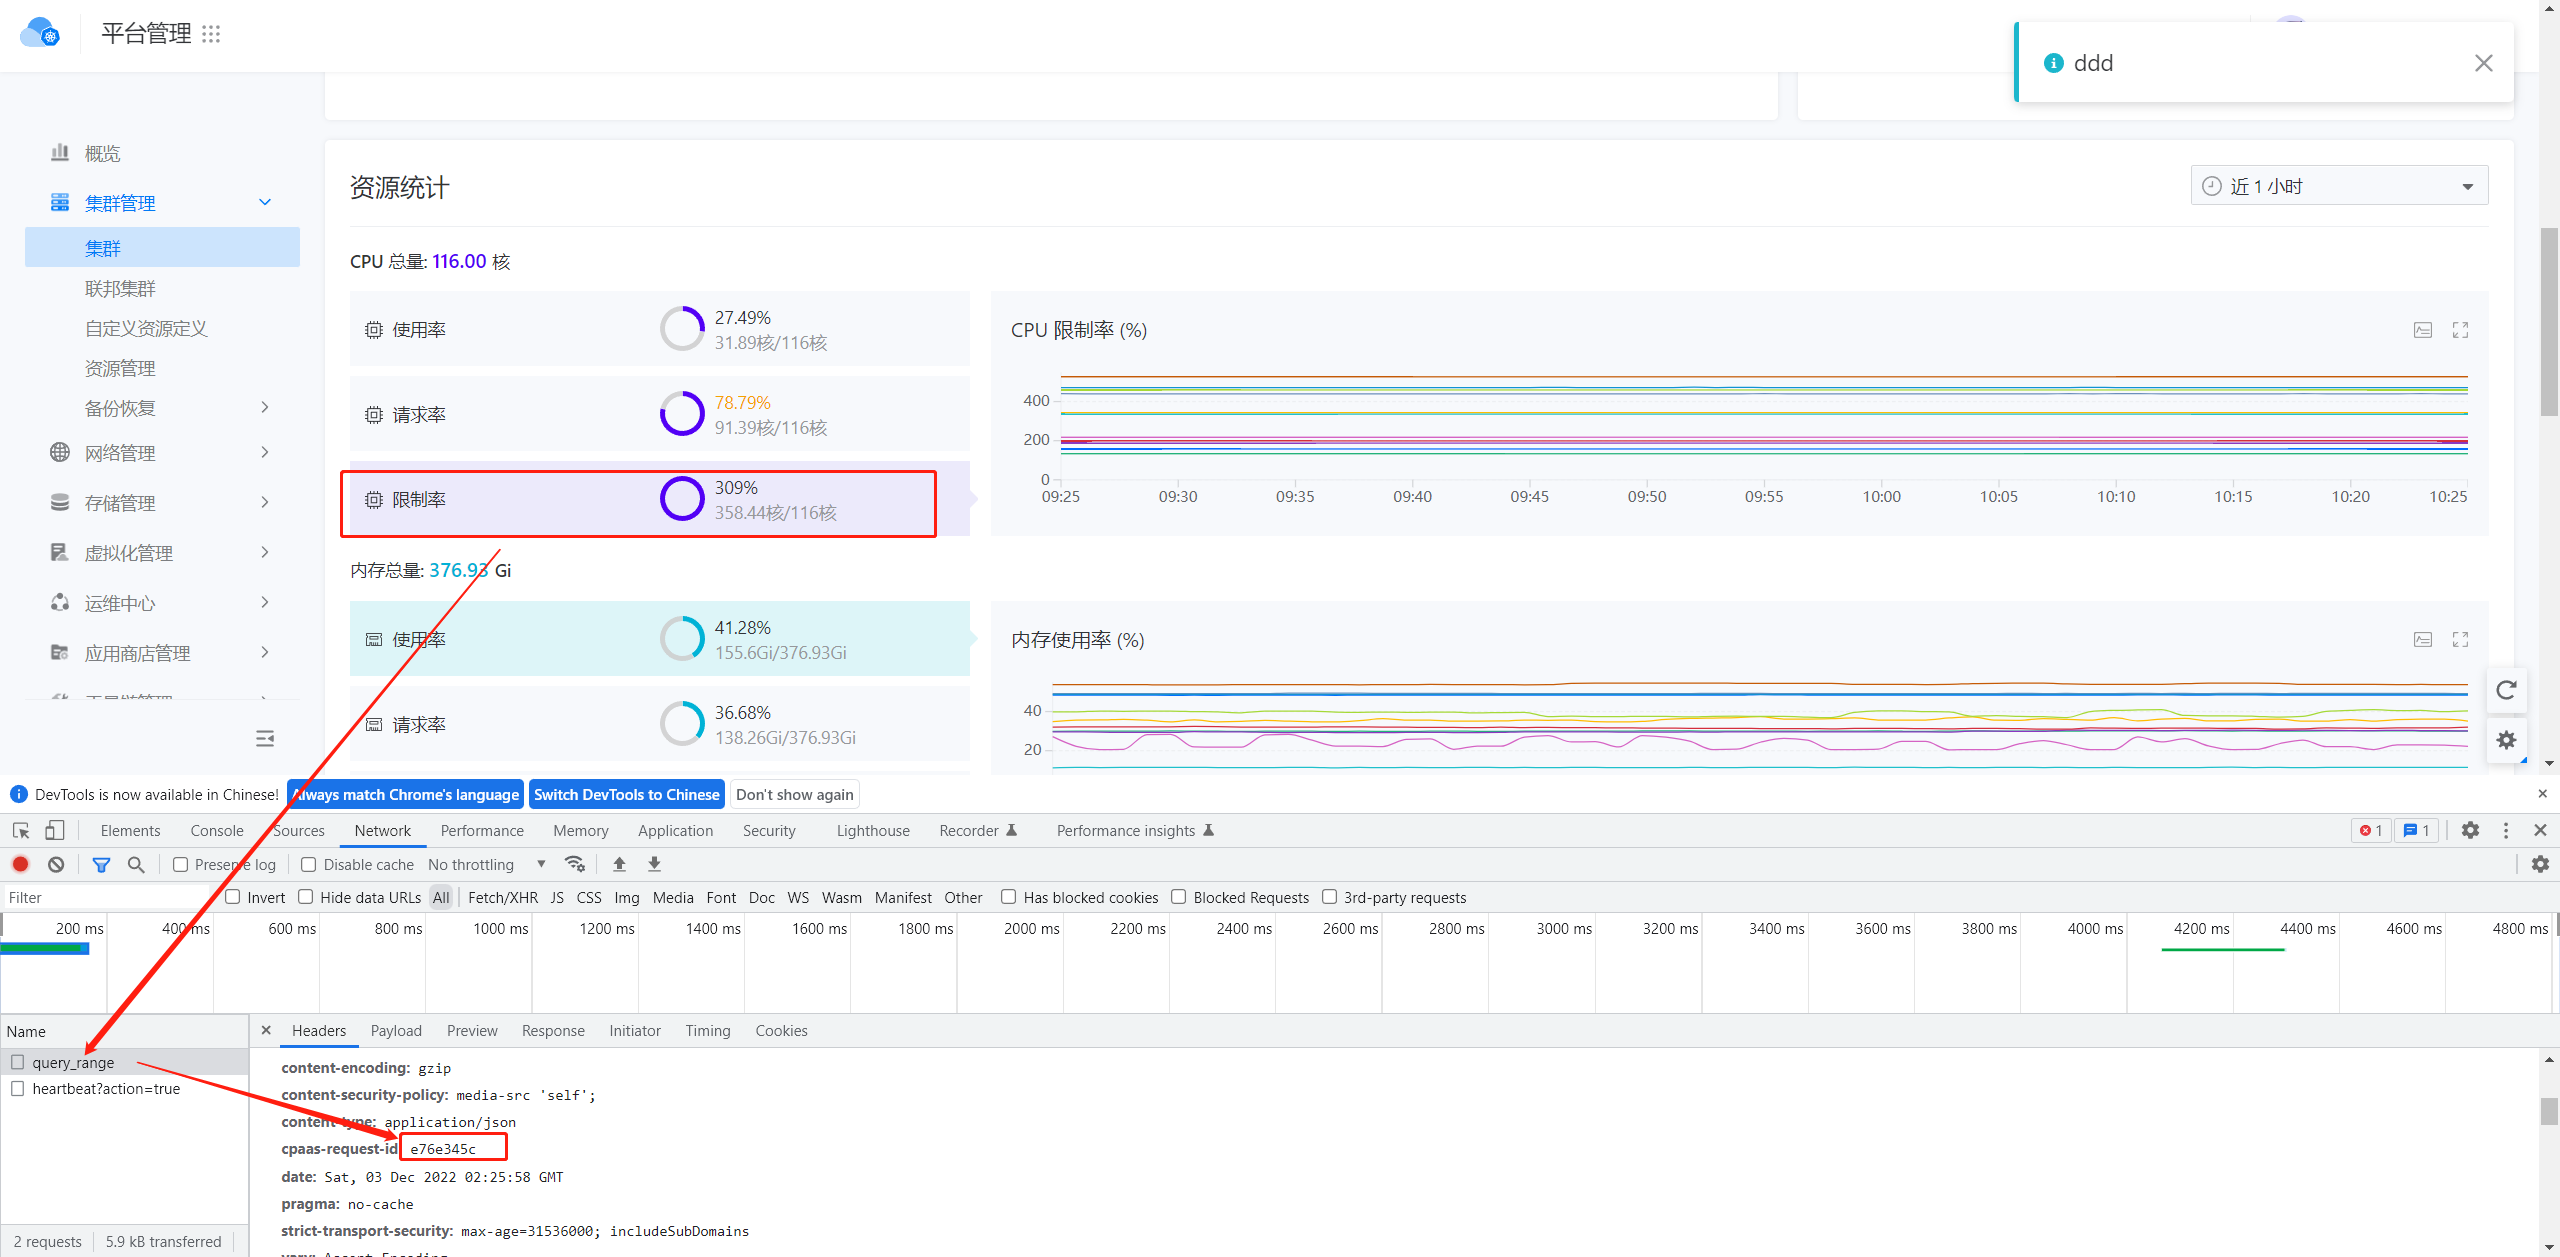 平台管理
ddd
概览
集群管理
集群
联邦集群
自定义资源定义
资源管理
备份恢复
网络管理
存储管理
虚拟化管理
运维中心
应用商店管理
资源统计
近 1 小时
CPU 总量: 116.00 核
使用率
27.49%
31.89核/116核
请求率
78.79%
91.39核/116核
限制率
309%
358.44核/116核
CPU 限制率 (%)
400
200
0
09:25 09:30 09:35 09:40 09:45 09:50 09:55 10:00 10:05 10:10 10:15 10:20 10:25
内存总量: 376.93 Gi
使用率
41.28%
155.6Gi/376.93Gi
请求率
36.68%
138.26Gi/376.93Gi
内存使用率 (%)
40
20
DevTools is now available in Chinese! Always match Chrome's language Switch DevTools to Chinese Don't show again
Elements Console Sources Network Performance Memory Application Security Lighthouse Recorder Performance insights 1 1
Preserve log Disable cache No throttling
Filter Invert Hide data URLs All Fetch/XHR JS CSS Img Media Font Doc WS Wasm Manifest Other Has blocked cookies Blocked Requests 3rd-party requests
200 ms 400 ms 600 ms 800 ms 1000 ms 1200 ms 1400 ms 1600 ms 1800 ms 2000 ms 2200 ms 2400 ms 2600 ms 2800 ms 3000 ms 3200 ms 3400 ms 3600 ms 3800 ms 4000 ms 4200 ms 4400 ms 4600 ms 4800 ms
Name
query_range
heartbeat?action=true
2 requests 5.9 kB transferred
Headers Payload Preview Response Initiator Timing Cookies
content-encoding: gzip
content-security-policy: media-src 'self';
content-type: application/json
cpaas-request-id e76e345c
date: Sat, 03 Dec 2022 02:25:58 GMT
pragma: no-cache
strict-transport-security: max-age=31536000; includeSubDomains